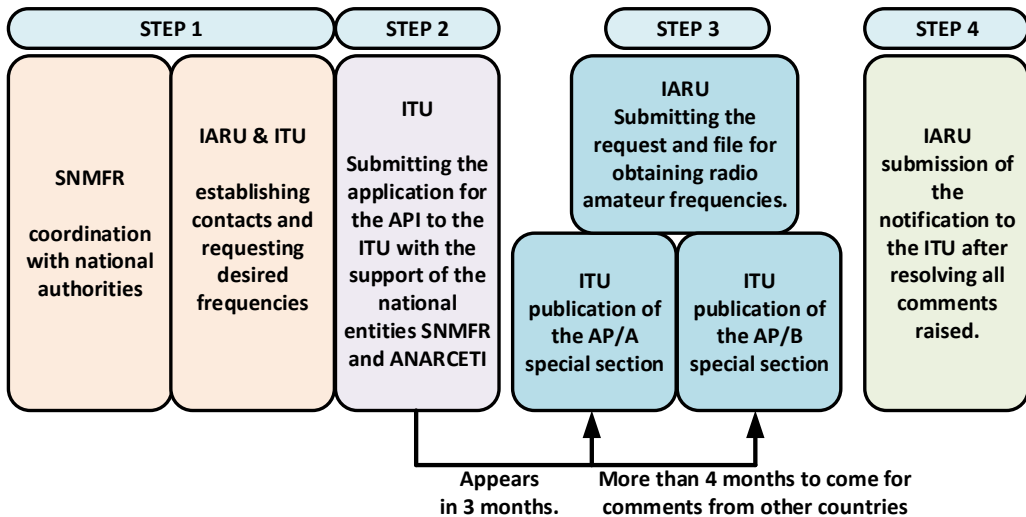 STEP 1
SNMFR
coordination
with national
authorities
IARU & ITU
establishing
contacts and
requesting
desired
frequencies
STEP 2
ITU
Submitting the
application for
the API to the
ITU with the
support of the
national
entities SNMFR
and ANARCETI
STEP 3
IARU
Submitting the
request and file for
obtaining radio
amateur frequencies.
ITU
publication of
the AP/A
special section
ITU
publication of
the AP/B
special section
STEP 4
IARU
submission of
the
notification to
the ITU after
resolving all
comments
raised.
Appears
in 3 months.
More than 4 months to come for
comments from other countries